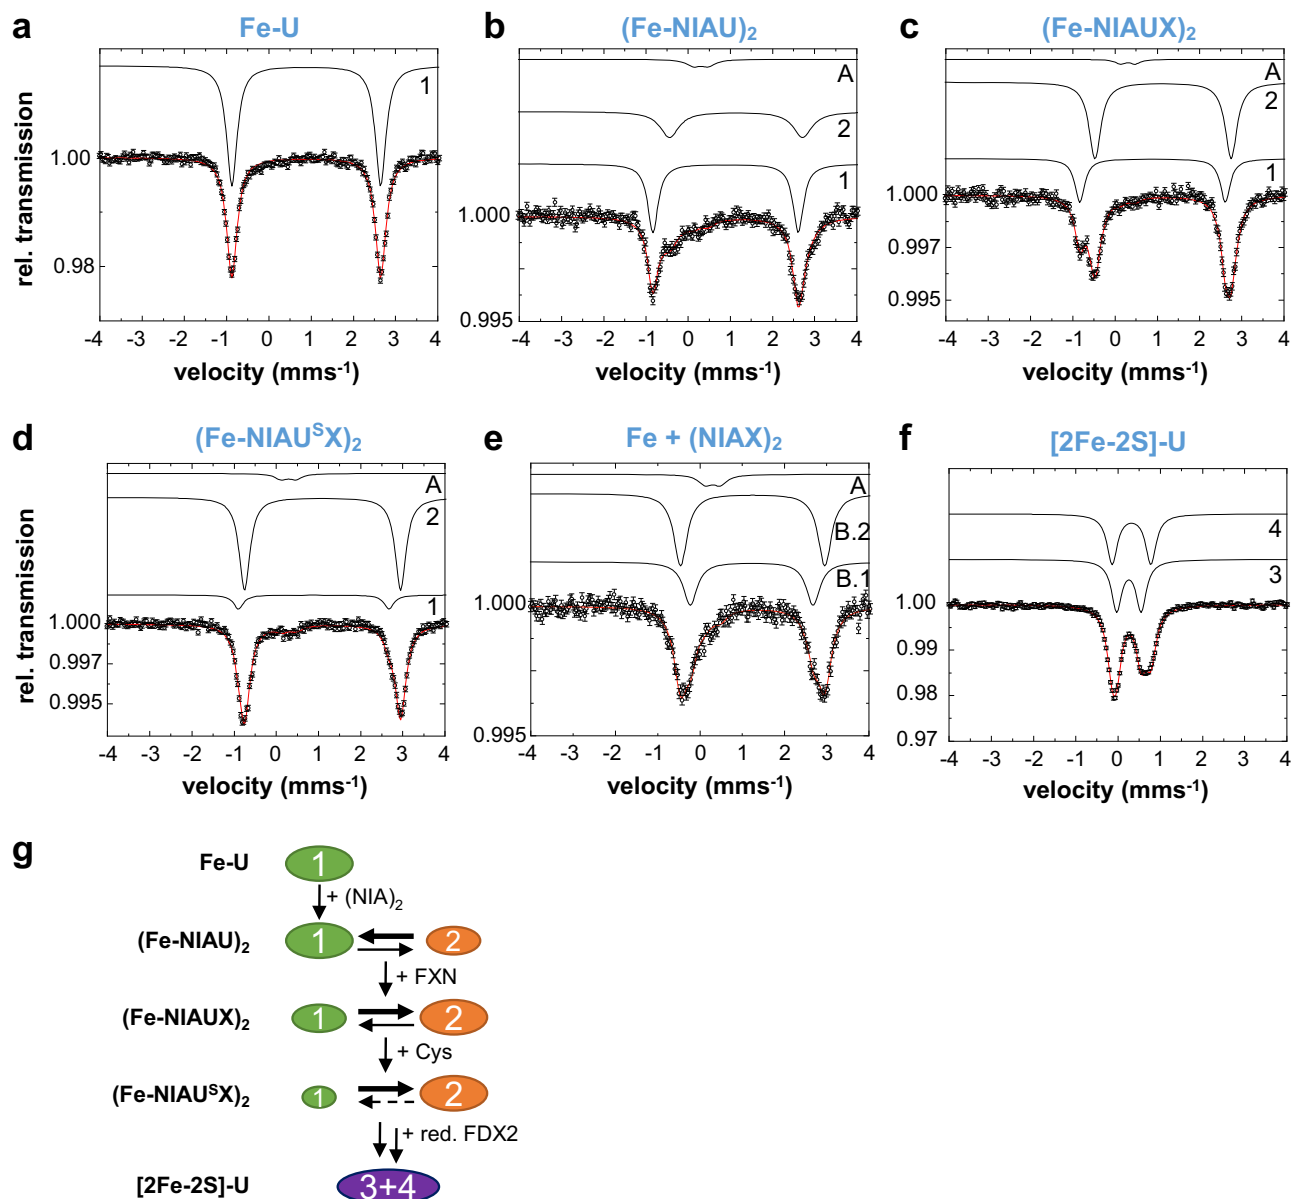 a
Fe-U
1
1.00
0.98
rel. transmission
-4 -3 -2 -1 0 1 2 3 4
velocity (mms⁻¹)
b
(Fe-NIAU)₂
A
2
1
1.000
0.995
-4 -3 -2 -1 0 1 2 3 4
velocity (mms⁻¹)
c
(Fe-NIAUX)₂
A
2
1
1.000
0.997
0.995
-4 -3 -2 -1 0 1 2 3 4
velocity (mms⁻¹)
d
(Fe-NIAUˢX)₂
A
2
1
1.000
0.997
0.995
rel. transmission
-4 -3 -2 -1 0 1 2 3 4
velocity (mms⁻¹)
e
Fe + (NIAX)₂
A
B.2
B.1
1.000
0.995
-4 -3 -2 -1 0 1 2 3 4
velocity (mms⁻¹)
f
[2Fe-2S]-U
4
3
1.00
0.99
0.98
0.97
-4 -3 -2 -1 0 1 2 3 4
velocity (mms⁻¹)
g
Fe-U 1
+ (NIA)₂
(Fe-NIAU)₂ 1 2
+ FXN
(Fe-NIAUX)₂ 1 2
+ Cys
(Fe-NIAUˢX)₂ 1 2
+ red. FDX2
[2Fe-2S]-U 3+4